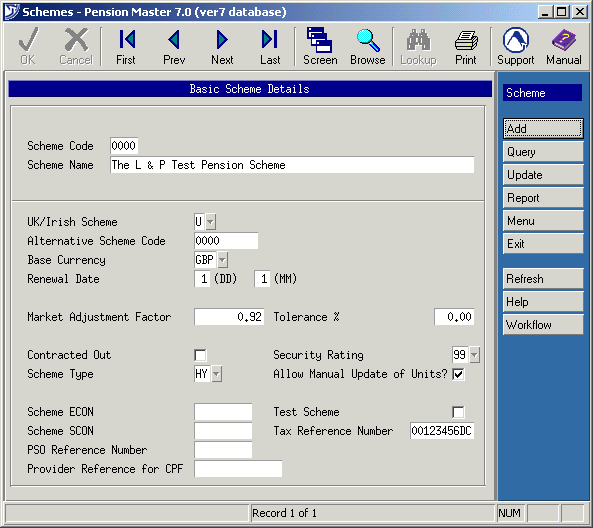 Schemes - Pension Master 7.0 (ver7 database)
OK Cancel First Prev Next Last Screen Browse Lookup Print Support Manual
Basic Scheme Details
Scheme
Scheme Code 0000
Scheme Name The L & P Test Pension Scheme
Add
Query
Update
Report
Menu
Exit
Refresh
Help
Workflow
UK/Irish Scheme U
Alternative Scheme Code 0000
Base Currency GBP
Renewal Date 1 (DD) 1 (MM)
Market Adjustment Factor 0.92 Tolerance % 0.00
Contracted Out Security Rating 99
Scheme Type HY Allow Manual Update of Units?
Scheme ECON Test Scheme
Scheme SCON Tax Reference Number 00123456DC
PSO Reference Number
Provider Reference for CPF
Record 1 of 1 NUM